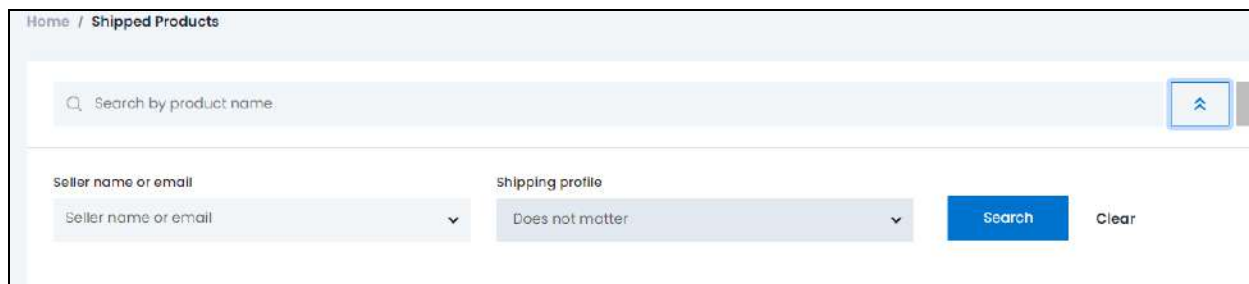 Home / Shipped Products
Search by product name
Seller name or email
Shipping profile
Seller name or email
Does not matter
Search
Clear